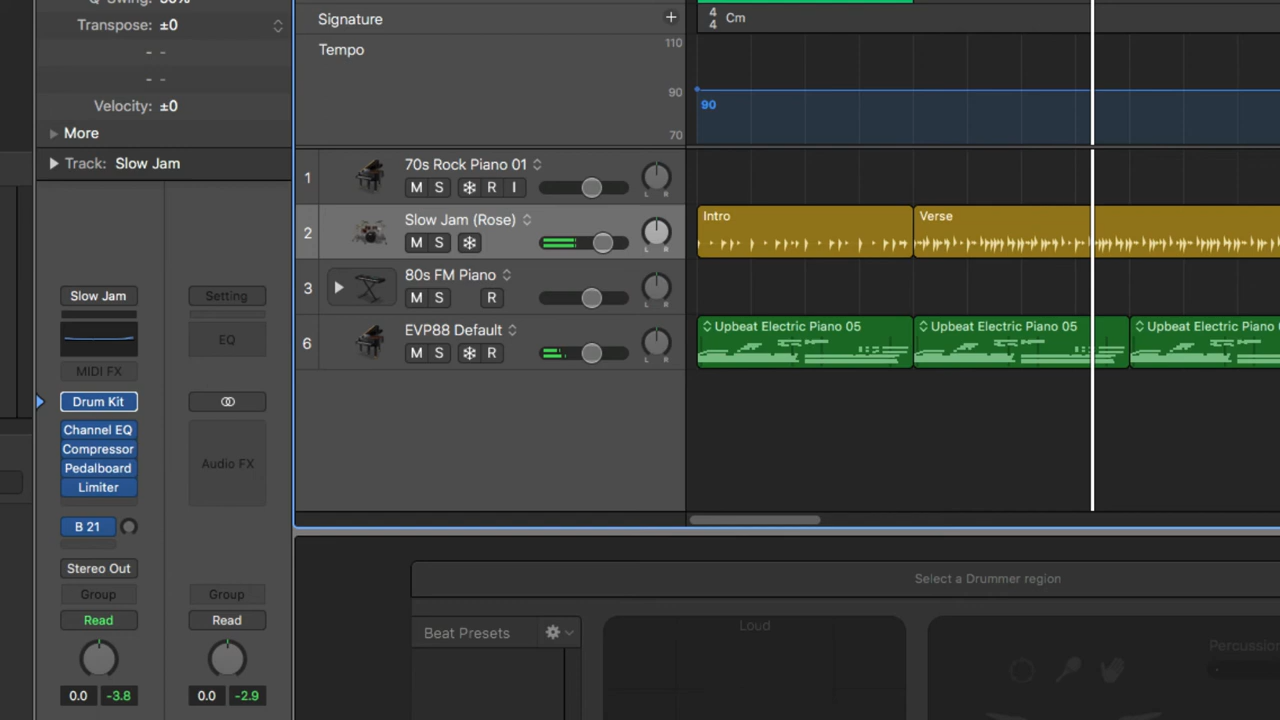 Transpose: ±0
- -
- -
Velocity: ±0
More
Track: Slow Jam
Slow Jam
Setting
EQ
MIDI FX
Drum Kit
Channel EQ
Compressor
Pedalboard
Limiter
Audio FX
B 21
Stereo Out
Group
Group
Read
Read
0.0 -3.8
0.0 -2.9
Signature +
Tempo
110
90
70
4
4
Cm
90
1
70s Rock Piano 01
M S R I
L R
2
Slow Jam (Rose)
M S
L R
3
80s FM Piano
M S R
L R
6
EVP88 Default
M S R
L R
Intro
Verse
Upbeat Electric Piano 05
Upbeat Electric Piano 05
Upbeat Electric Piano
Select a Drummer region
Beat Presets
Loud